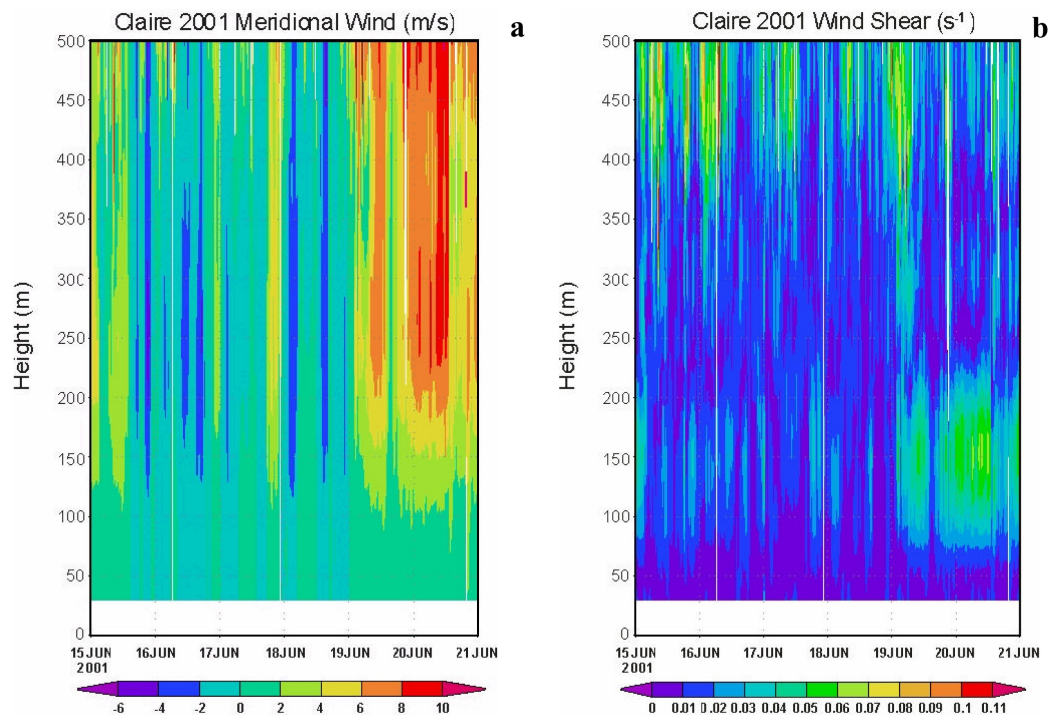 Claire 2001 Meridional Wind (m/s)
a
500
450
400
350
300
250
200
150
100
50
0
Height (m)
15JUN 16JUN 17JUN 18JUN 19JUN 20JUN 21JUN
2001
-6 -4 -2 0 2 4 6 8 10
Claire 2001 Wind Shear (s⁻¹)
b
500
450
400
350
300
250
200
150
100
50
0
Height (m)
15JUN 16JUN 17JUN 18JUN 19JUN 20JUN 21JUN
2001
0 0.01 0.02 0.03 0.04 0.05 0.06 0.07 0.08 0.09 0.1 0.11